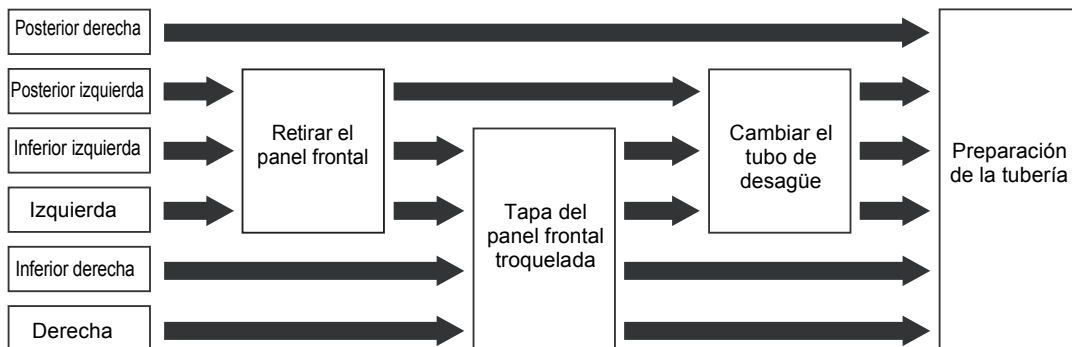 Posterior derecha
Posterior izquierda
Inferior izquierda
Izquierda
Inferior derecha
Derecha
Retirar el
panel frontal
Tapa del
panel frontal
troquelada
Cambiar el
tubo de
desagüe
Preparación
de la tubería